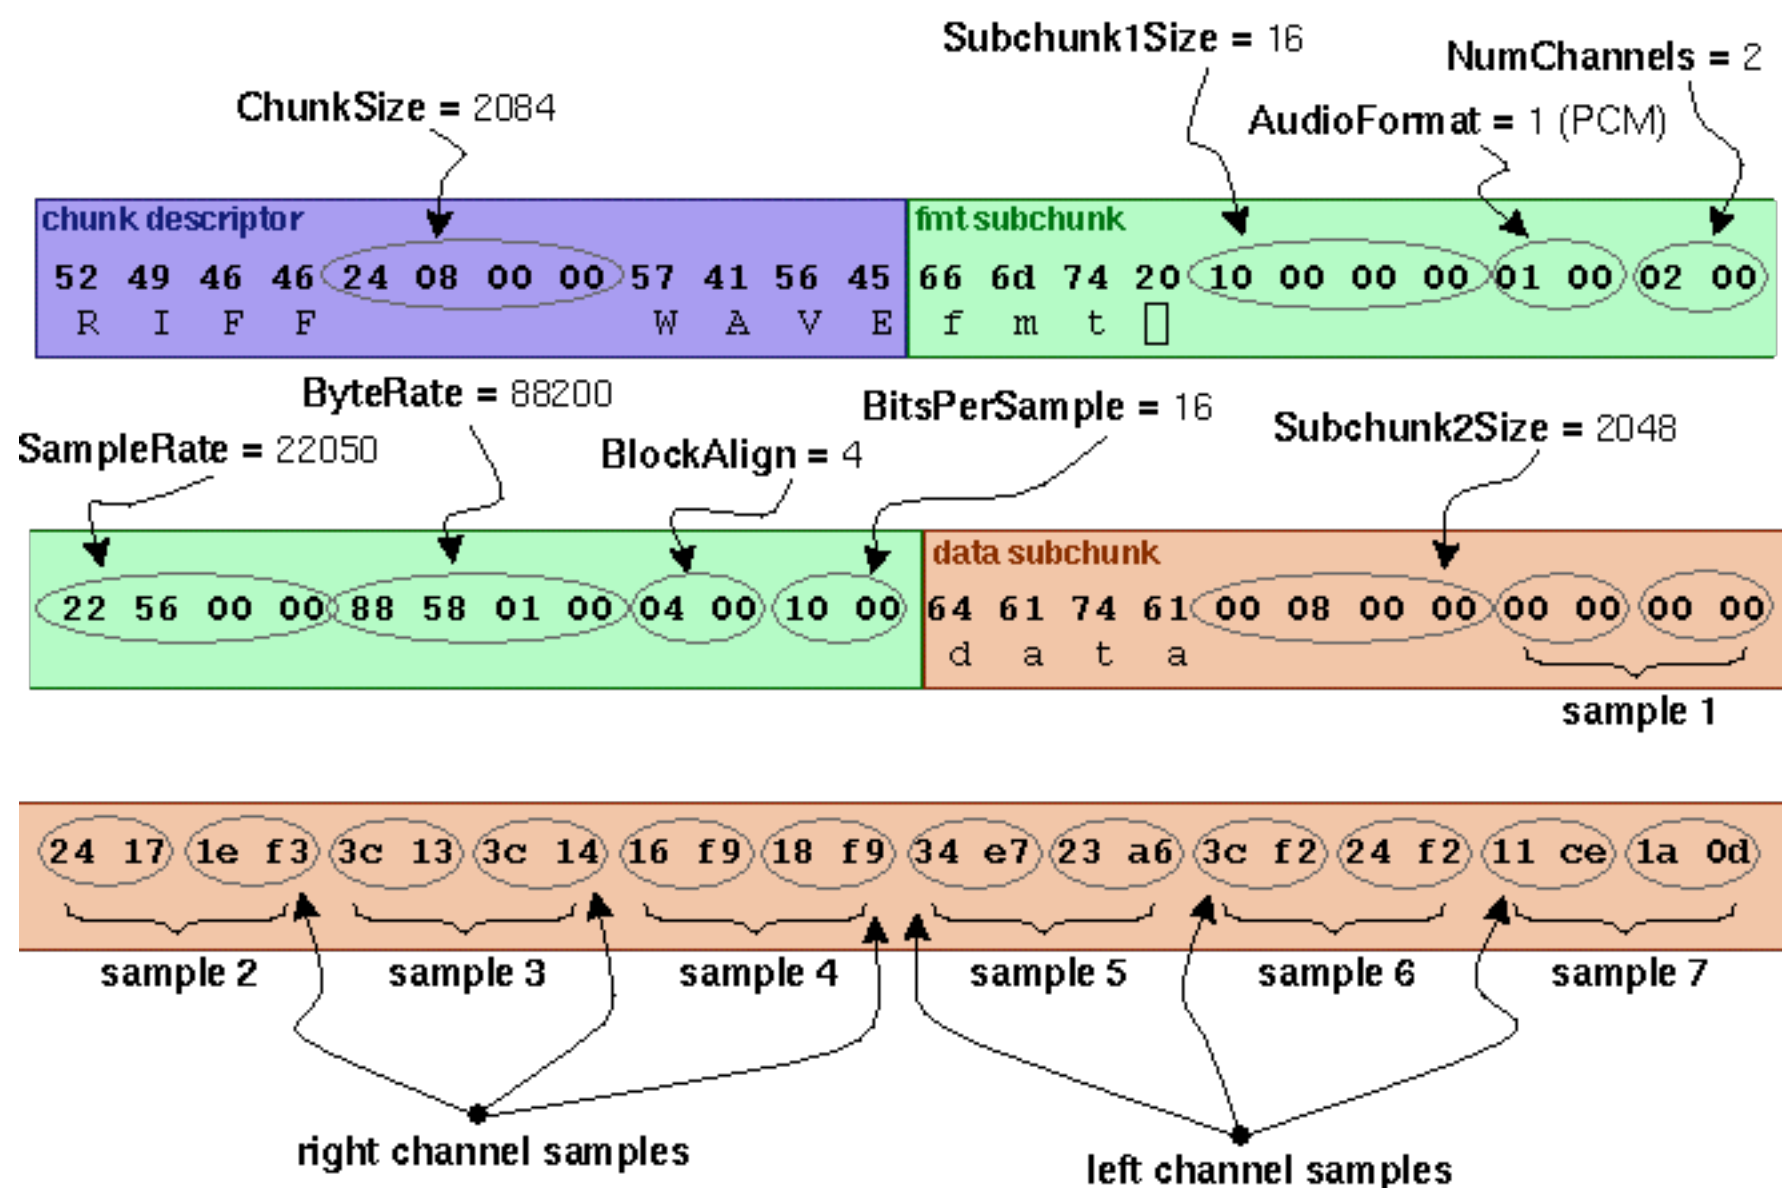 Subchunk1Size = 16
NumChannels = 2
ChunkSize = 2084
AudioFormat = 1 (PCM)
chunk descriptor
fmt subchunk
52 49 46 46 24 08 00 00 57 41 56 45 66 6d 74 20 10 00 00 00 01 00 02 00
R I F F W A V E f m t
ByteRate = 88200
BitsPerSample = 16
Subchunk2Size = 2048
SampleRate = 22050
BlockAlign = 4
data subchunk
22 56 00 00 88 58 01 00 04 00 10 00 64 61 74 61 00 08 00 00 00 00 00 00
d a t a
sample 1
24 17 1e f3 3c 13 3c 14 16 f9 18 f9 34 e7 23 a6 3c f2 24 f2 11 ce 1a 0d
sample 2 sample 3 sample 4 sample 5 sample 6 sample 7
right channel samples
left channel samples